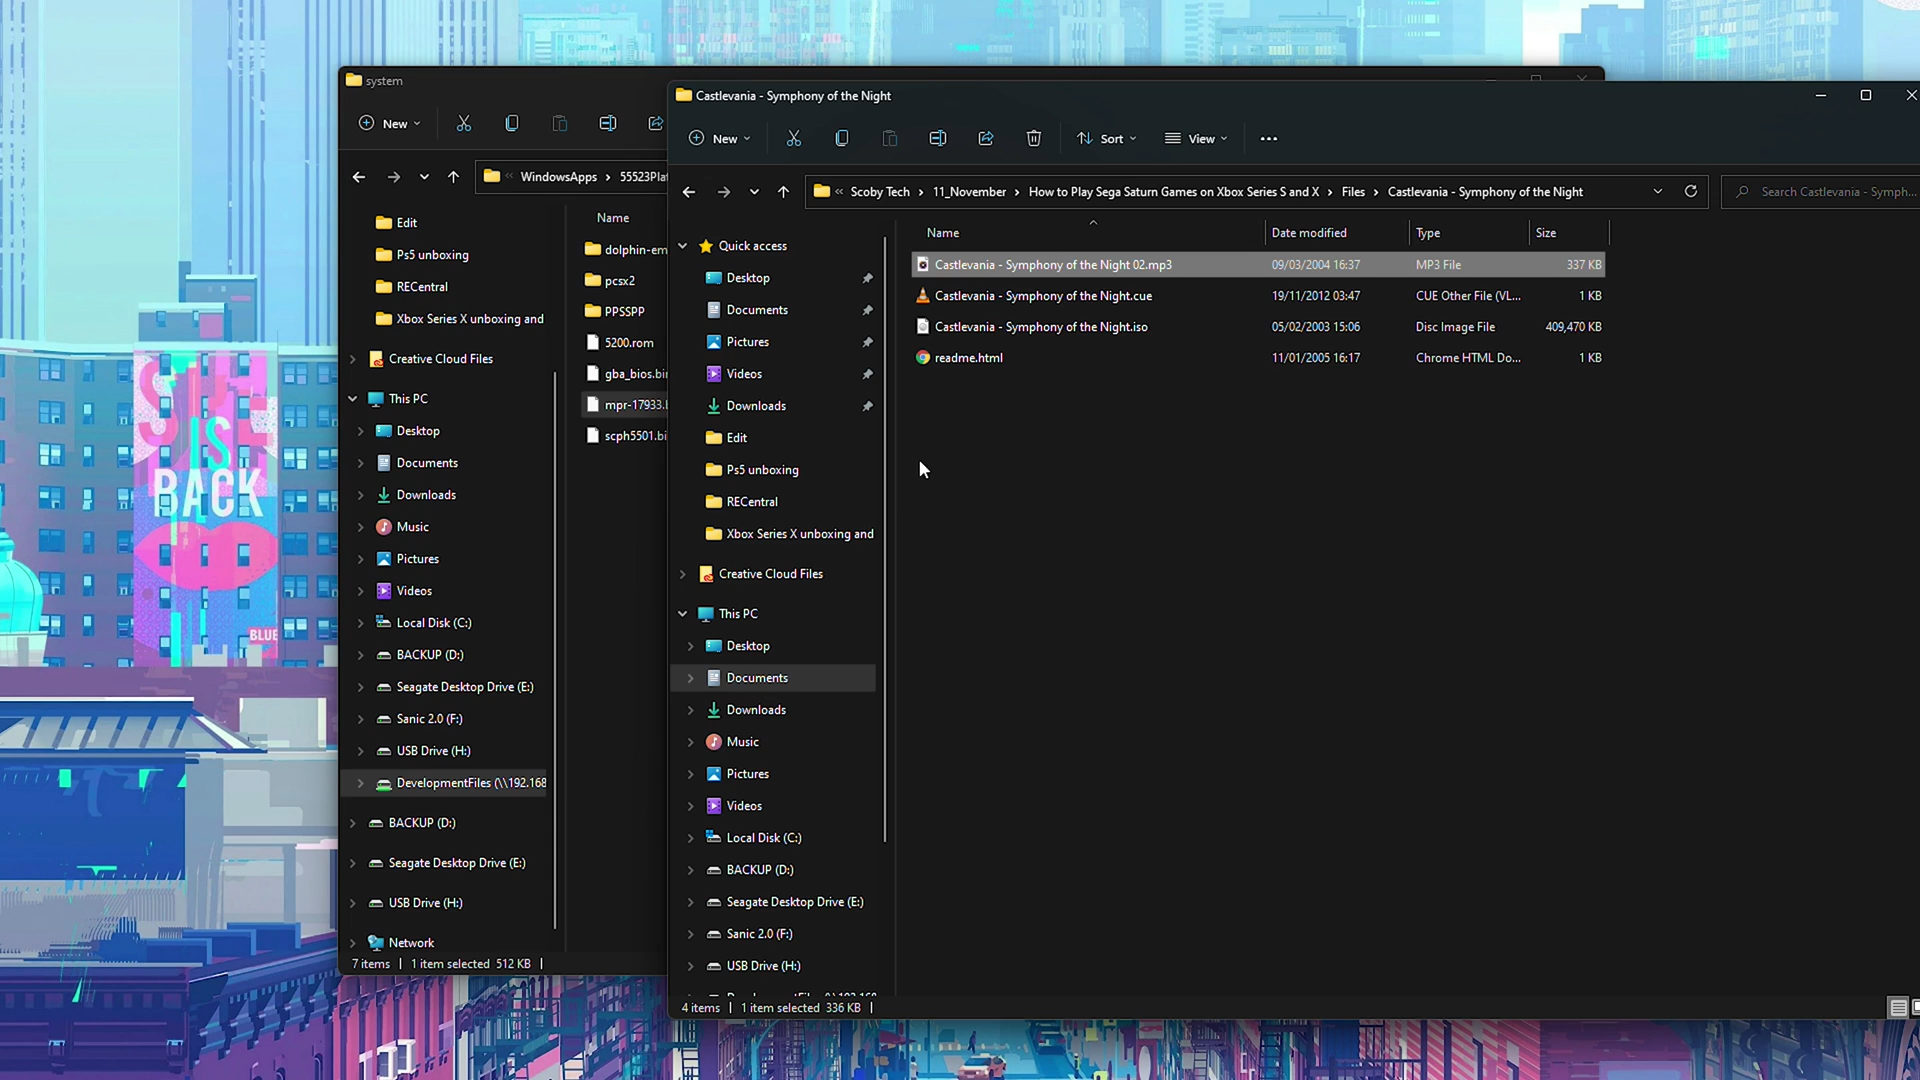 system
New
WindowsApps
Edit
Ps5 unboxing
RECentral
Xbox Series X unboxing and
Creative Cloud Files
This PC
Desktop
Documents
Downloads
Music
Pictures
Videos
Local Disk (C:)
BACKUP (D:)
Seagate Desktop Drive (E:)
Sanic 2.0 (F:)
USB Drive (H:)
DevelopmentFiles (\\192.168
BACKUP (D:)
Seagate Desktop Drive (E:)
USB Drive (H:)
Network
7 items | 1 item selected 512 KB |
Name
dolphin-em
pcsx2
PPSSPP
5200.rom
gba_bios.bi
mpr-17933.
scph5501.bi
Castlevania - Symphony of the Night
New Sort View
« Scoby Tech > 11_November > How to Play Sega Saturn Games on Xbox Series S and X > Files > Castlevania - Symphony of the Night
Search Castlevania - Symph...
Quick access
Desktop
Documents
Pictures
Videos
Downloads
Edit
Ps5 unboxing
RECentral
Xbox Series X unboxing and
Creative Cloud Files
This PC
Desktop
Documents
Downloads
Music
Pictures
Videos
Local Disk (C:)
BACKUP (D:)
Seagate Desktop Drive (E:)
Sanic 2.0 (F:)
USB Drive (H:)
4 items | 1 item selected 336 KB |
Name Date modified Type Size
Castlevania - Symphony of the Night 02.mp3 09/03/2004 16:37 MP3 File 337 KB
Castlevania - Symphony of the Night.cue 19/11/2012 03:47 CUE Other File (VL... 1 KB
Castlevania - Symphony of the Night.iso 05/02/2003 15:06 Disc Image File 409,470 KB
readme.html 11/01/2005 16:17 Chrome HTML Do... 1 KB
IS
BACK
BLUE